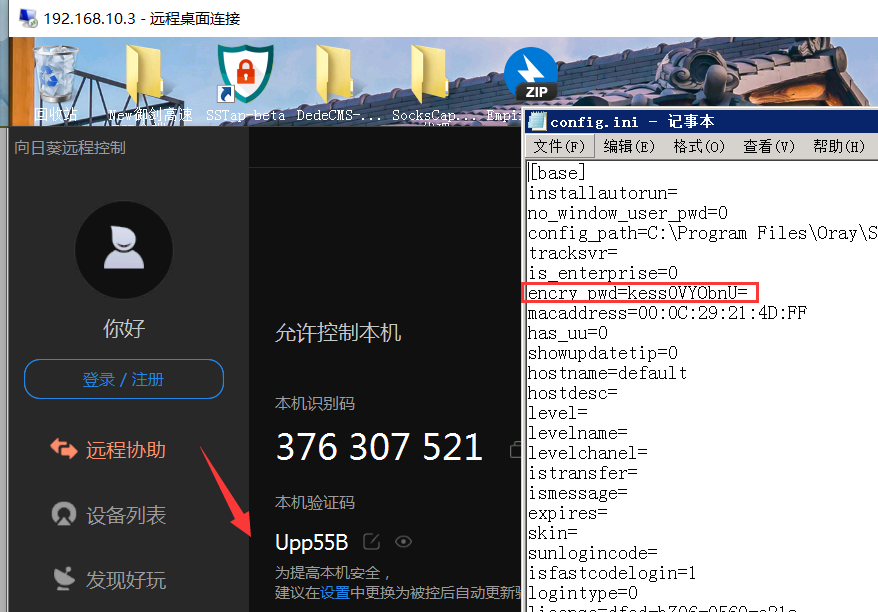 192.168.10.3 - 远程桌面连接
回收站 New御剑高速 SSTap-beta DedeCMS-... SocksCap...
ZIP
向日葵远程控制
你好
登录 / 注册
远程协助
设备列表
发现好玩
允许控制本机
本机识别码
376 307 521
本机验证码
Upp55B
为提高本机安全，
建议在设置中更换为被控后自动更新验
config.ini - 记事本
文件(F) 编辑(E) 格式(O) 查看(V) 帮助(H)
[base]
installautorun=
no_window_user_pwd=0
config_path=C:\Program Files\Oray\S
tracksvr=
is_enterprise=0
encry_pwd=kess0VYObnU=
macaddress=00:0C:29:21:4D:FF
has_uu=0
showupdatetip=0
hostname=default
hostdesc=
level=
levelname=
levelchanel=
istransfer=
ismessage=
expires=
skin=
sunlogincode=
isfastcodelogin=1
logintype=0